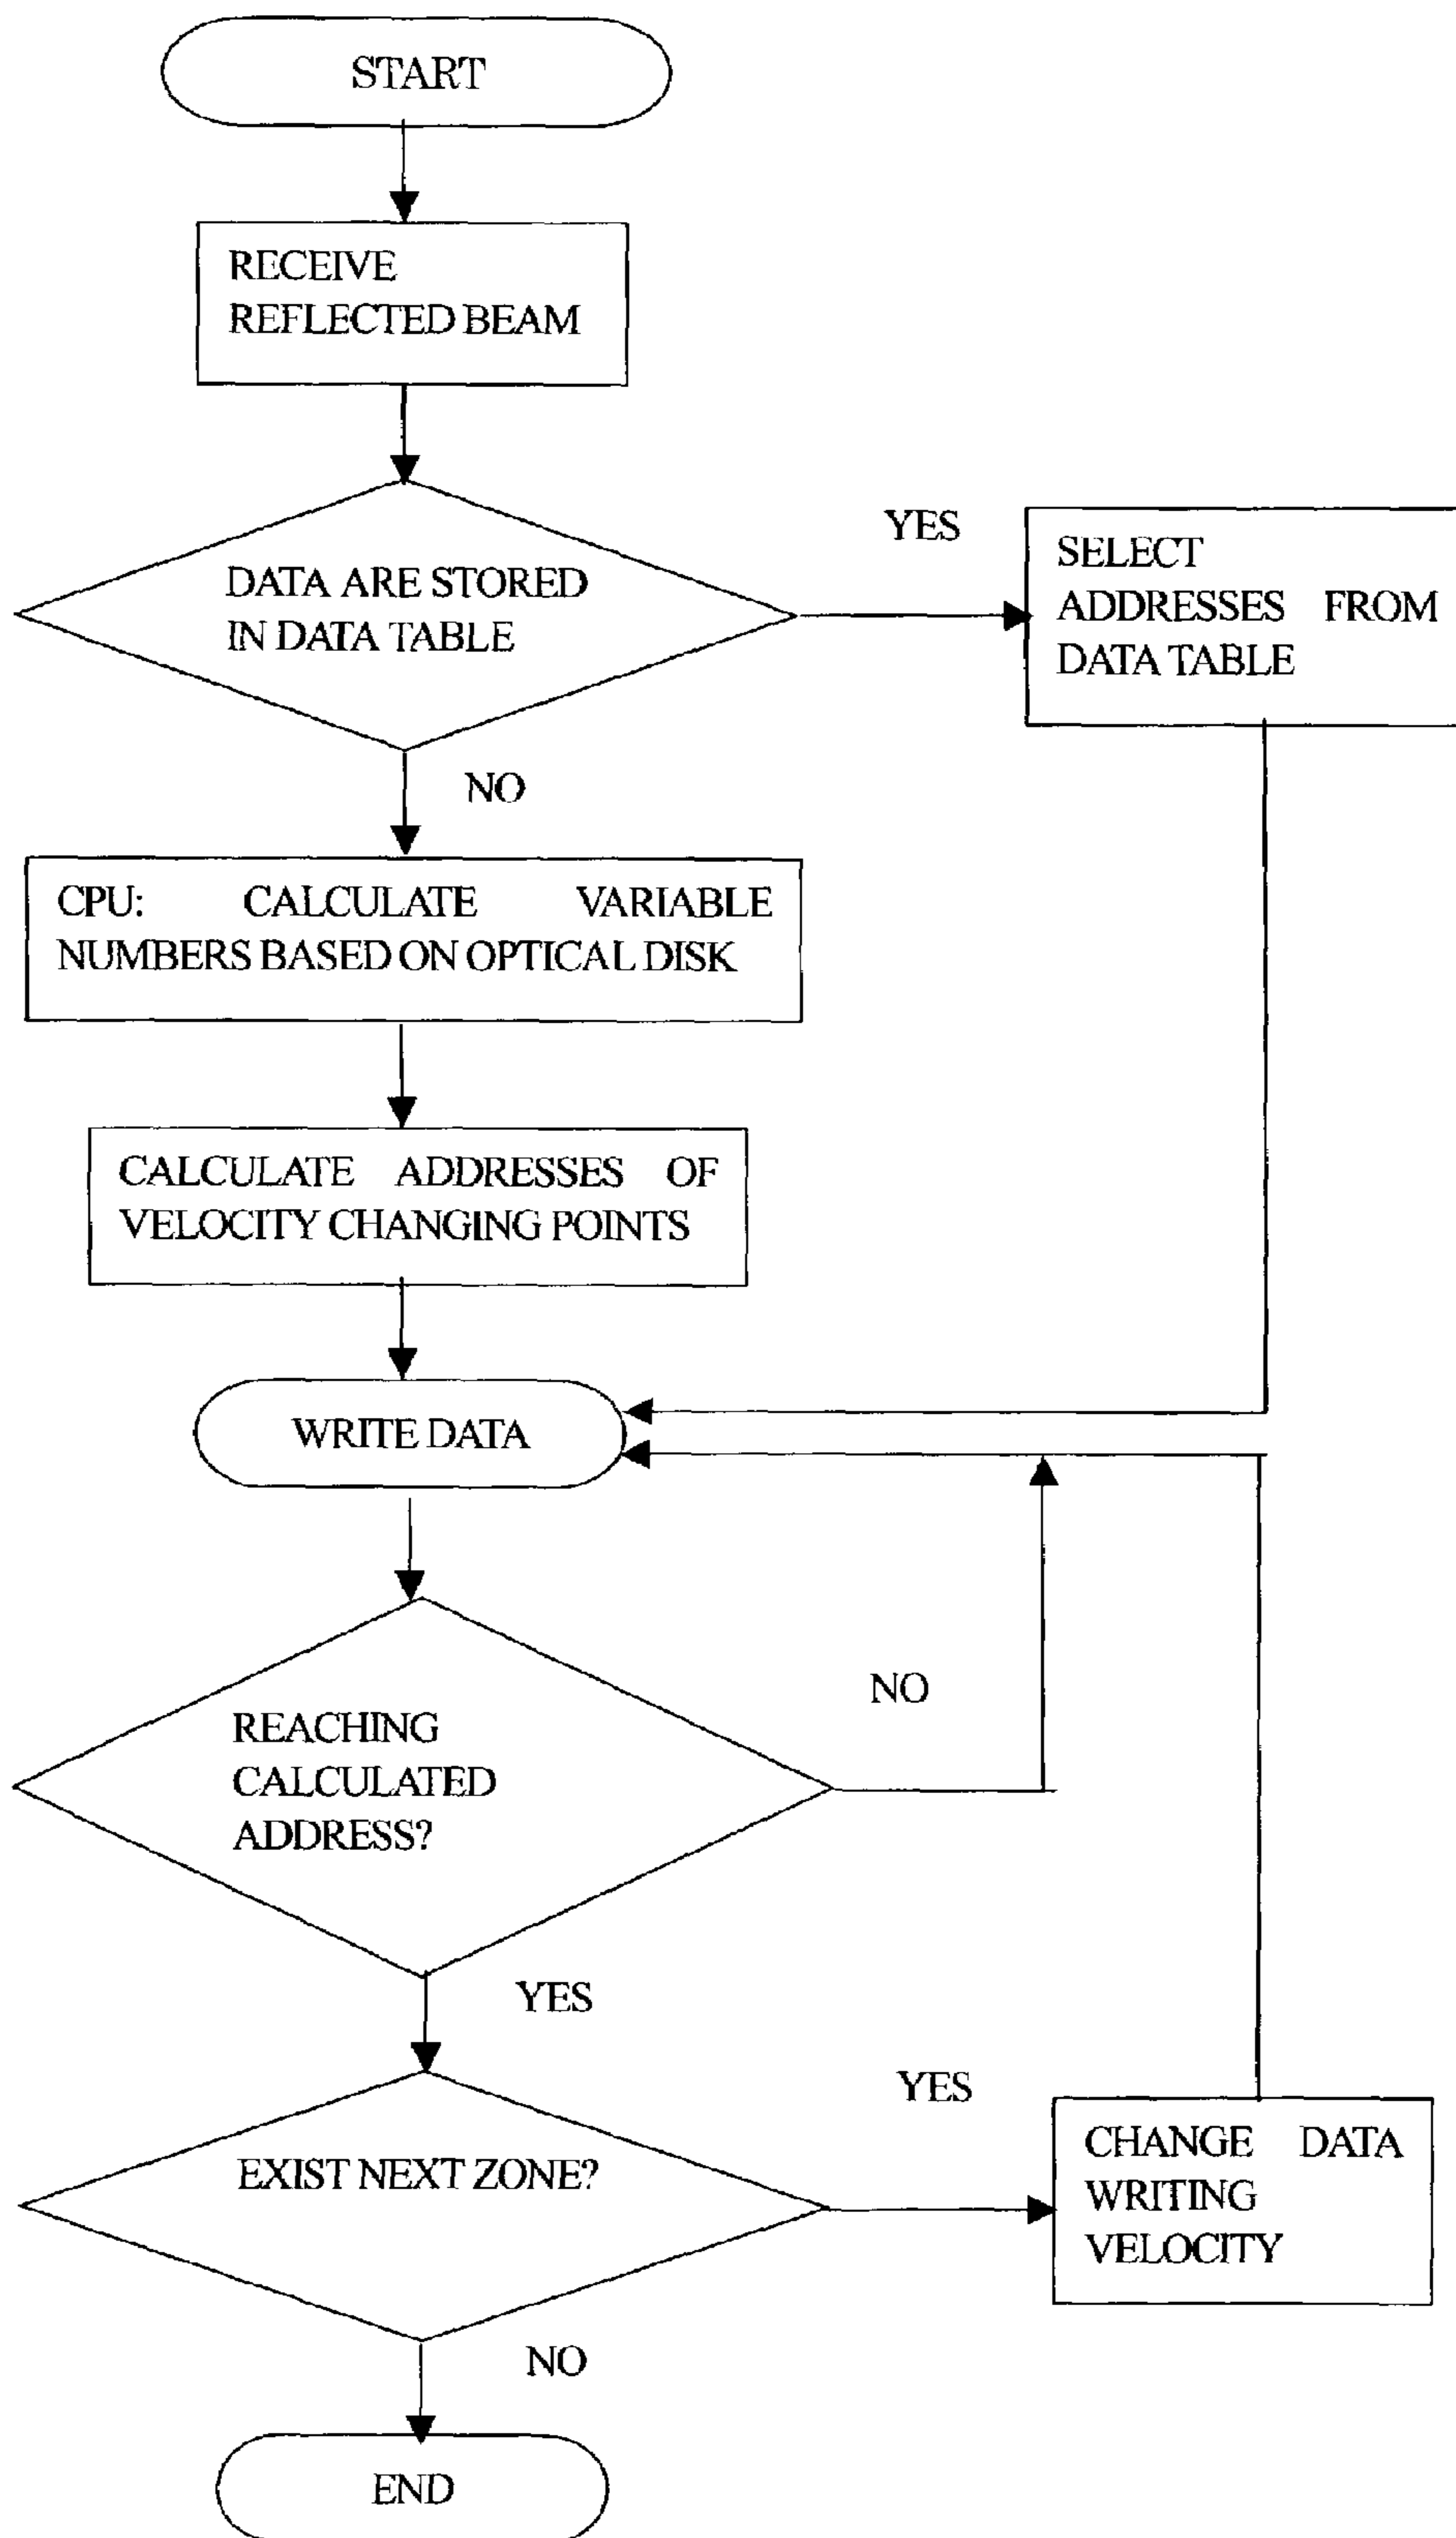 START
RECEIVE
REFLECTED BEAM
DATA ARE STORED
IN DATA TABLE
YES
SELECT
ADDRESSES FROM
DATA TABLE
NO
CPU: CALCULATE VARIABLE
NUMBERS BASED ON OPTICAL DISK
CALCULATE ADDRESSES OF
VELOCITY CHANGING POINTS
WRITE DATA
REACHING
CALCULATED
ADDRESS?
NO
YES
EXIST NEXT ZONE?
YES
CHANGE DATA
WRITING
VELOCITY
NO
END